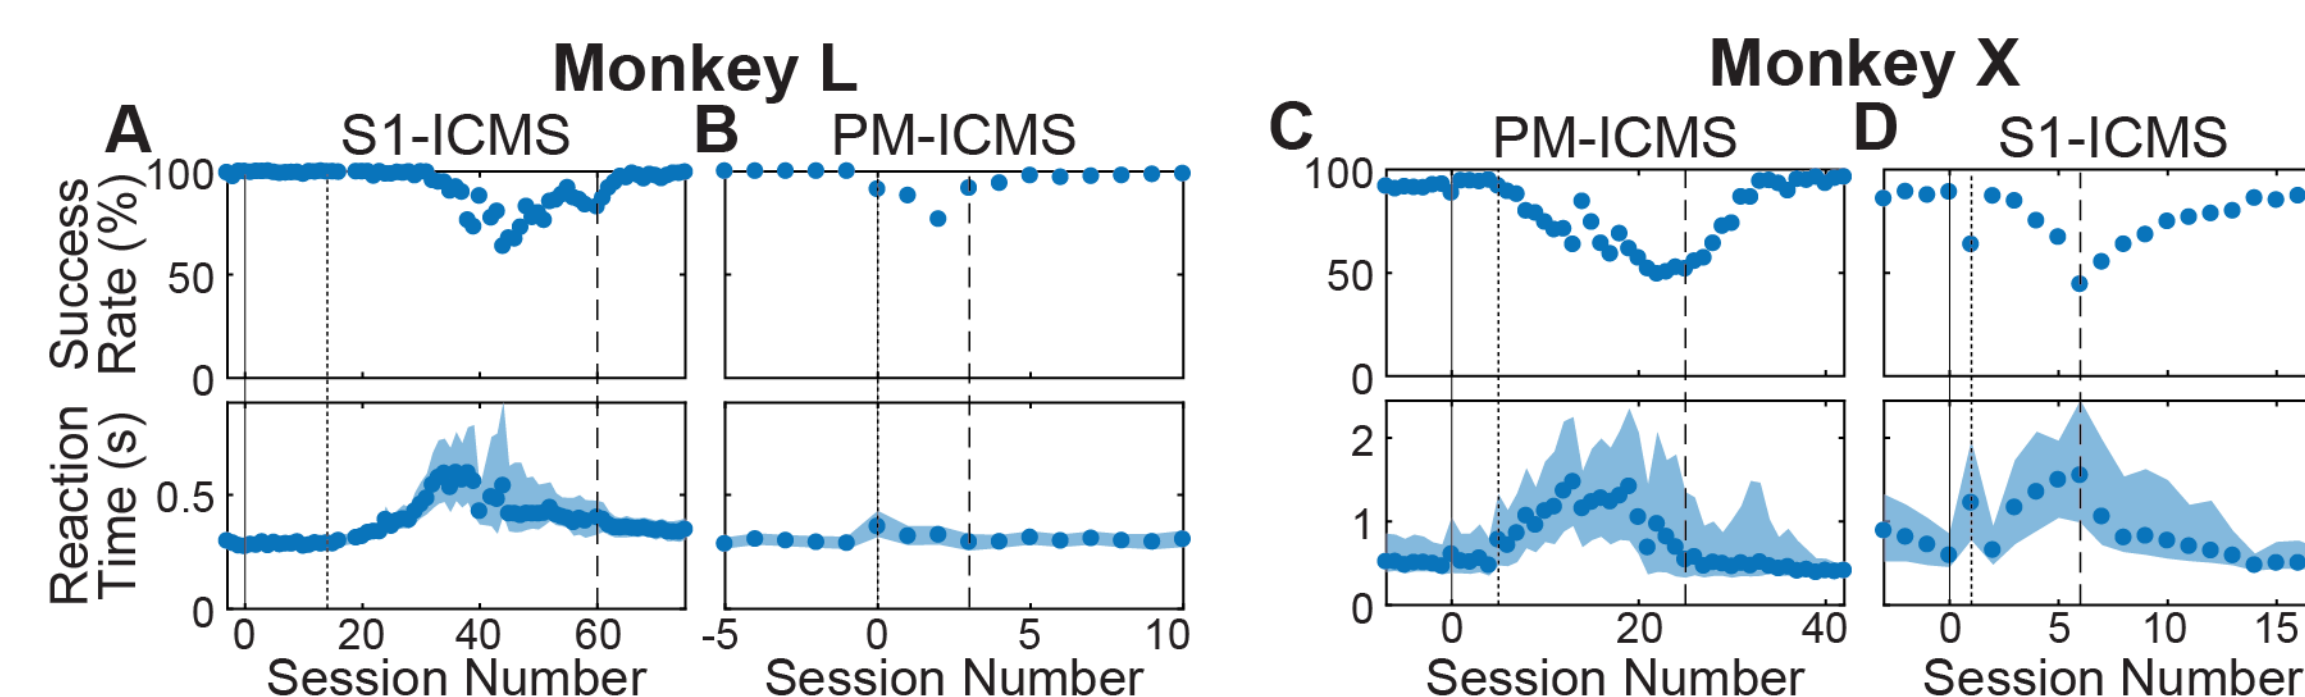 Monkey L
Monkey X
A
S1-ICMS
B
PM-ICMS
C
PM-ICMS
D
S1-ICMS
Success
Rate (%)
100
50
0
100
50
0
Reaction
Time (s)
0.5
0
2
1
0
0 20 40 60
-5 0 5 10
0 20 40
0 5 10 15
Session Number
Session Number
Session Number
Session Number